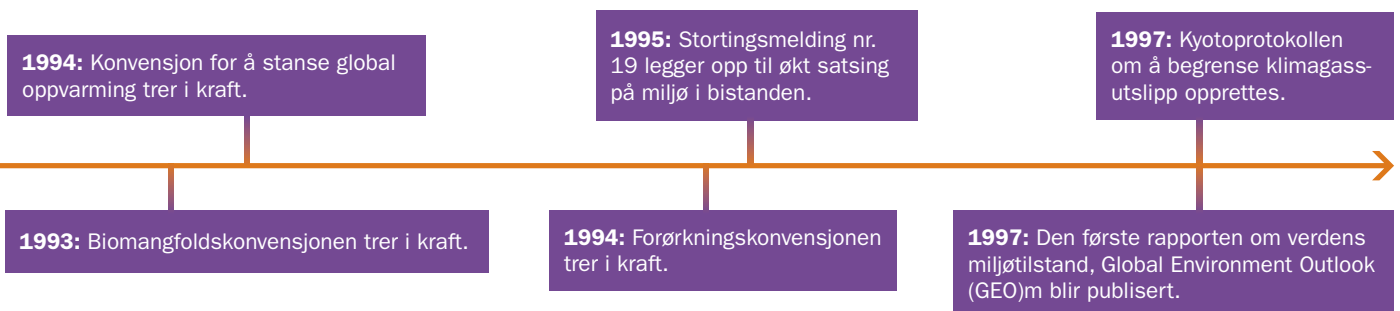 1994: Konvensjon for å stanse global
oppvarming trer i kraft.
1995: Stortingsmelding nr.
19 legger opp til økt satsing
på miljø i bistanden.
1997: Kyotoprotokollen
om å begrense klimagass-
utslipp opprettes.
1993: Biomangfoldskonvensjonen trer i kraft.
1994: Forørkningskonvensjonen
trer i kraft.
1997: Den første rapporten om verdens
miljøtilstand, Global Environment Outlook
(GEO)m blir publisert.